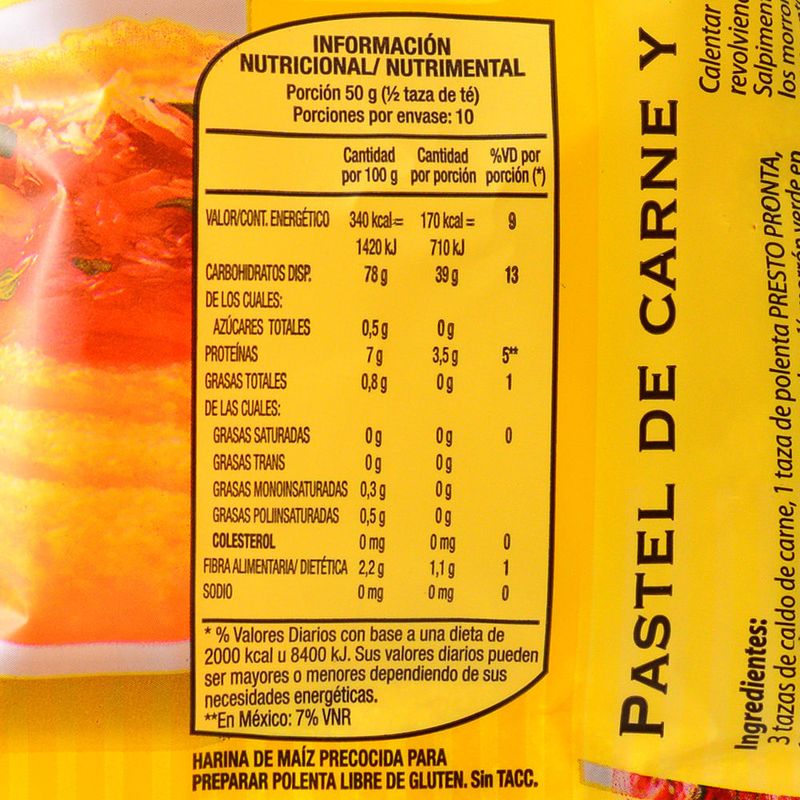 INFORMACIÓN
NUTRICIONAL/ NUTRIMENTAL
Porción 50 g (½ taza de té)
Porciones por envase: 10
Cantidad por 100 g Cantidad por porción %VD por porción (*)
VALOR/CONT. ENERGÉTICO 340 kcal= 170 kcal= 9
1420 kJ 710 kJ
CARBOHIDRATOS DISP. 78 g 39 g 13
DE LOS CUALES:
AZÚCARES TOTALES 0,5 g 0 g
PROTEÍNAS 7 g 3,5 g 5**
GRASAS TOTALES 0,8 g 0 g 1
DE LAS CUALES:
GRASAS SATURADAS 0 g 0 g 0
GRASAS TRANS 0 g 0 g
GRASAS MONOINSATURADAS 0,3 g 0 g
GRASAS POLIINSATURADAS 0,5 g 0 g
COLESTEROL 0 mg 0 mg 0
FIBRA ALIMENTARIA/ DIETÉTICA 2,2 g 1,1 g 1
SODIO 0 mg 0 mg 0
* % Valores Diarios con base a una dieta de
2000 kcal u 8400 kJ. Sus valores diarios pueden
ser mayores o menores dependiendo de sus
necesidades energéticas.
**En México: 7% VNR
HARINA DE MAÍZ PRECOCIDA PARA
PREPARAR POLENTA LIBRE DE GLUTEN. Sin TACC.
PASTEL DE CARNE Y
Ingredientes:
3 tazas de caldo de carne, 1 taza de polenta PRESTO PRONTA,
verde en
Calentar
revolvien
Salpimen
los morro